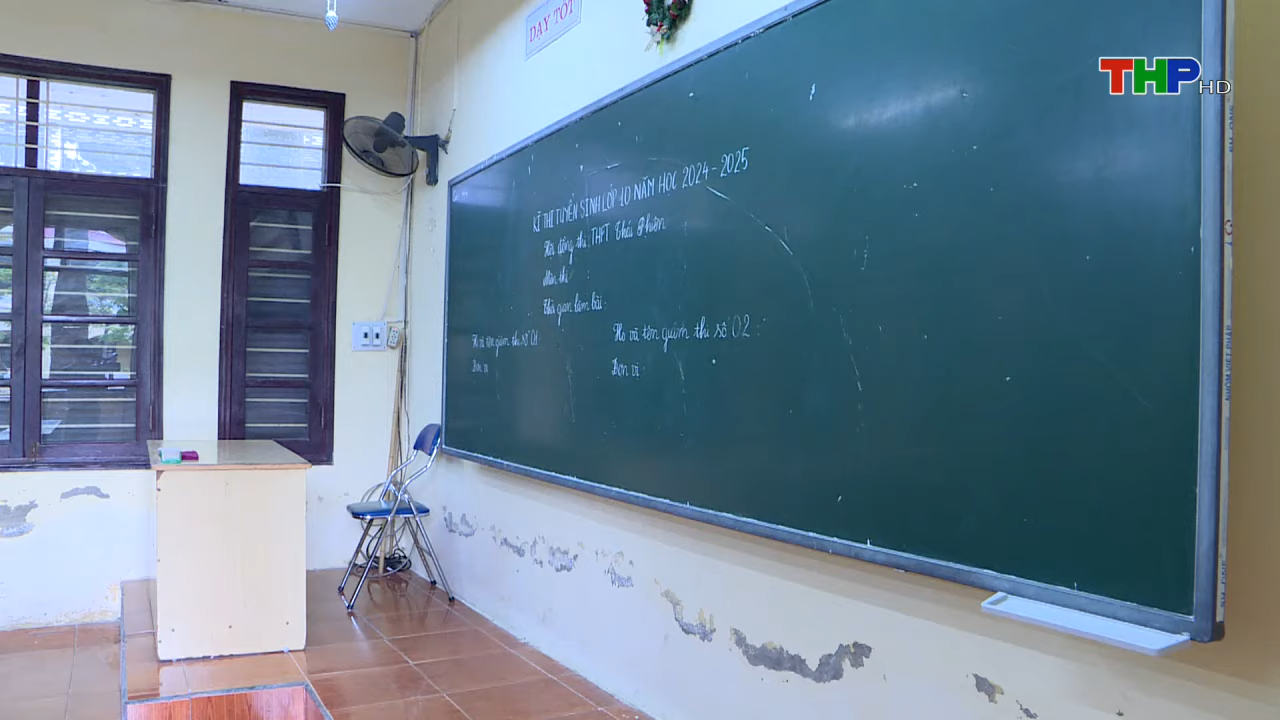 DẠY TỐT
THP HD
KÌ THI TUYỂN SINH LỚP 10 NĂM HỌC 2024 - 2025
Hội đồng thi: THPT Thái Phiên
Môn thi :
Thời gian làm bài :
Họ và tên giám thị số 01
Họ và tên giám thị số 02 :
Đơn vị
Đơn vị :